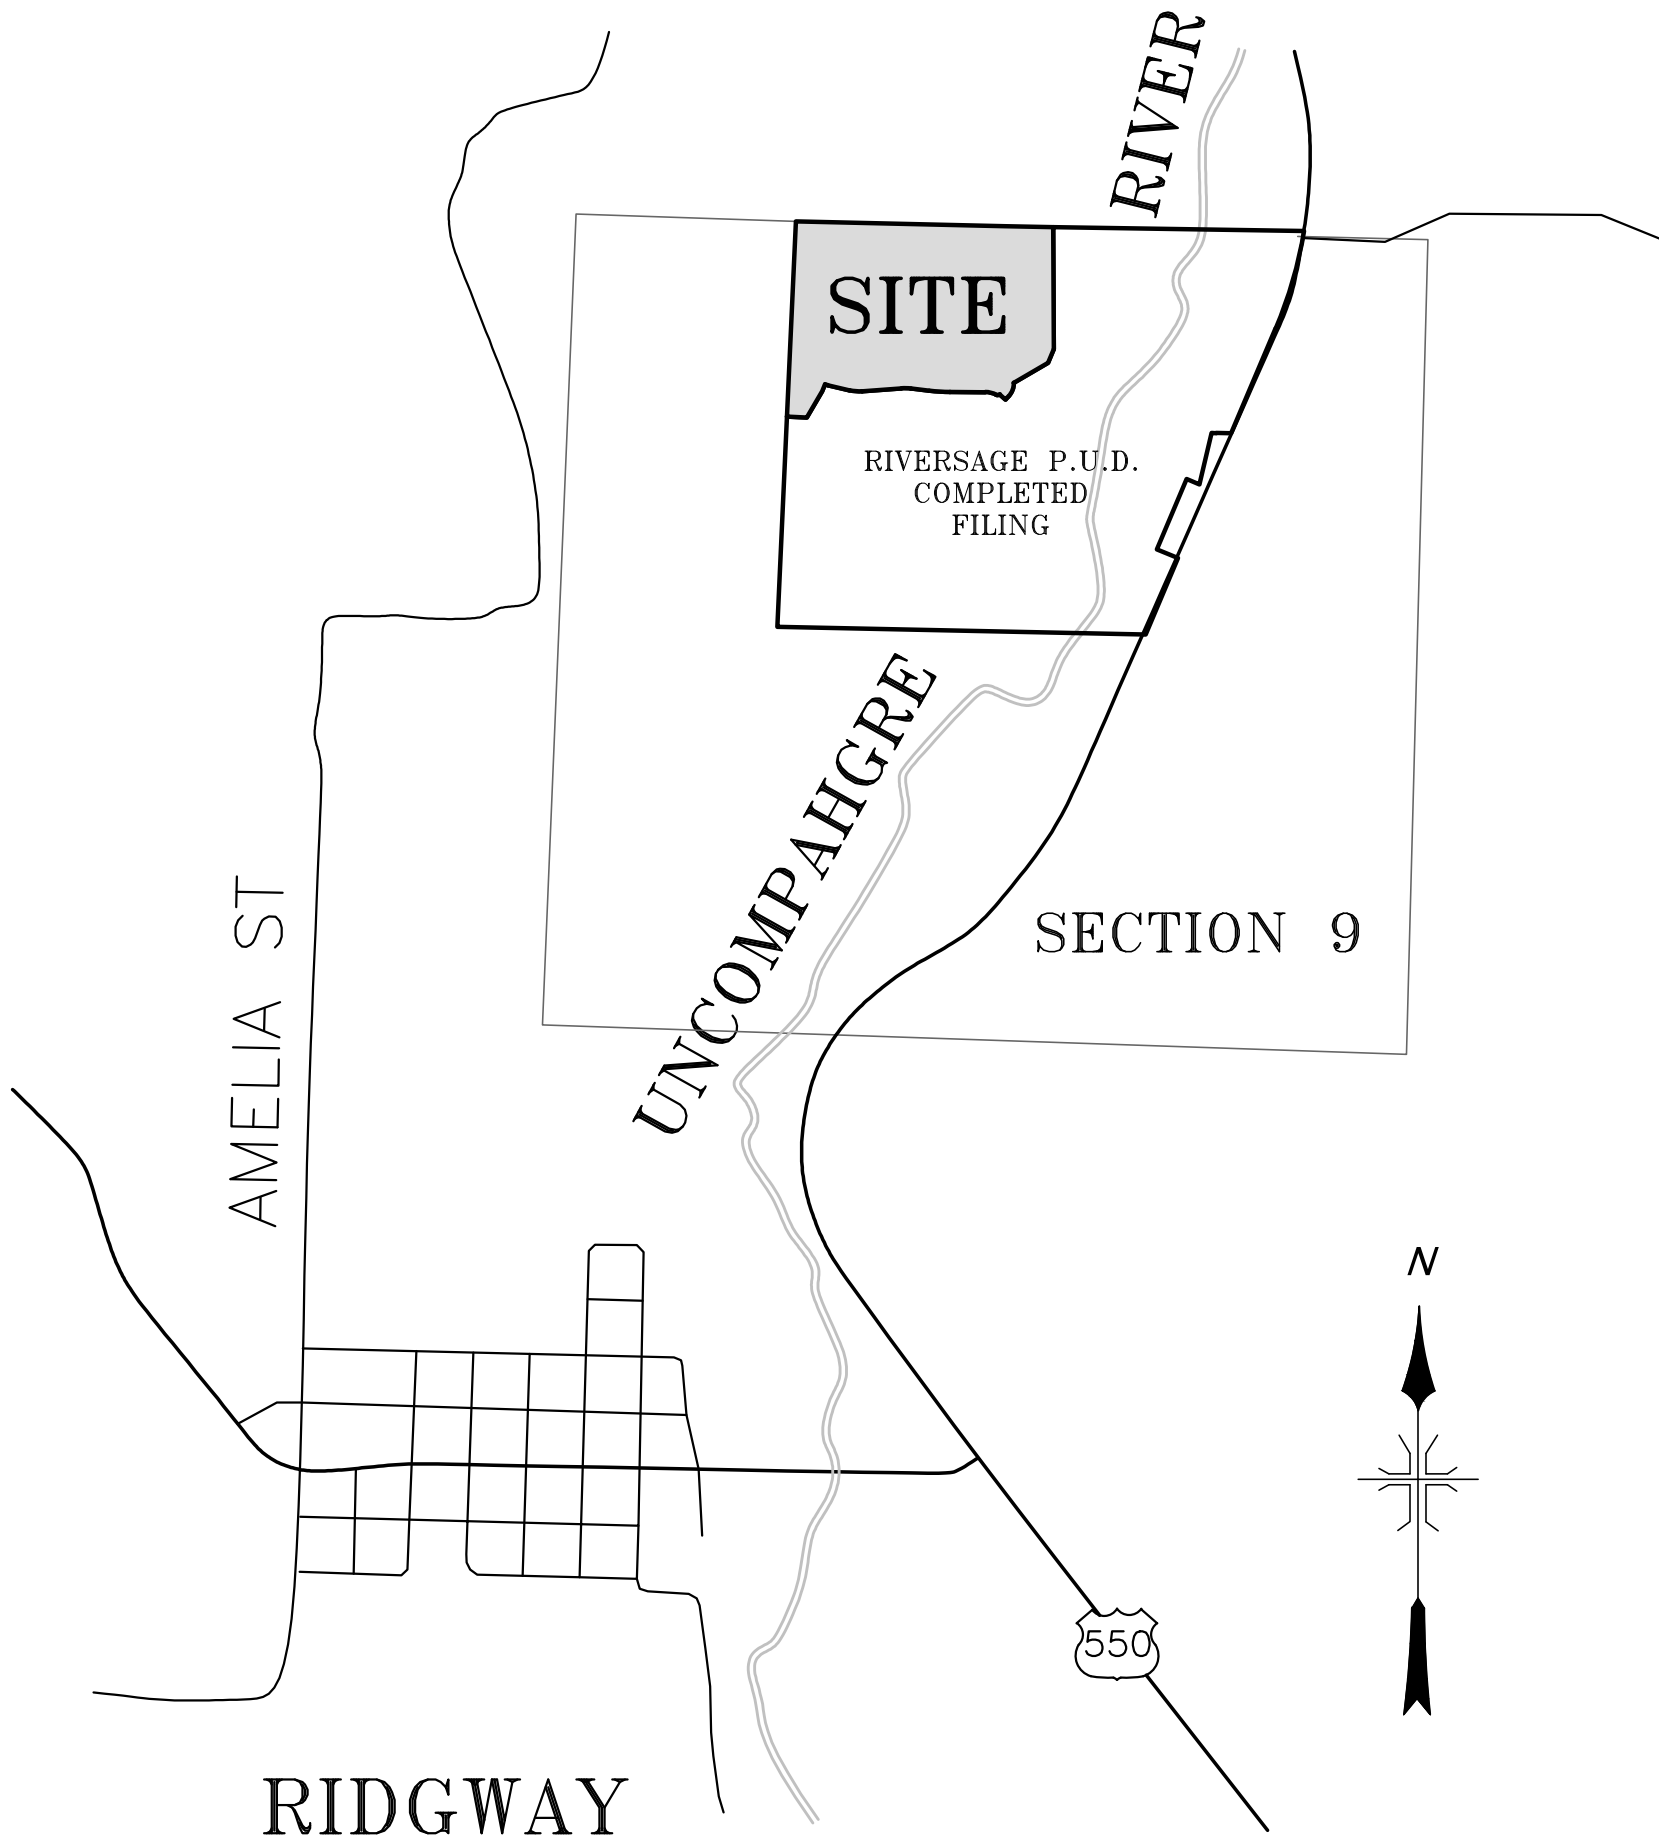 RIVER
SITE
RIVERSAGE P.U.D.
COMPLETED
FILING
UNCOMPAHGRE
AMELIA ST
SECTION 9
N
550
RIDGWAY